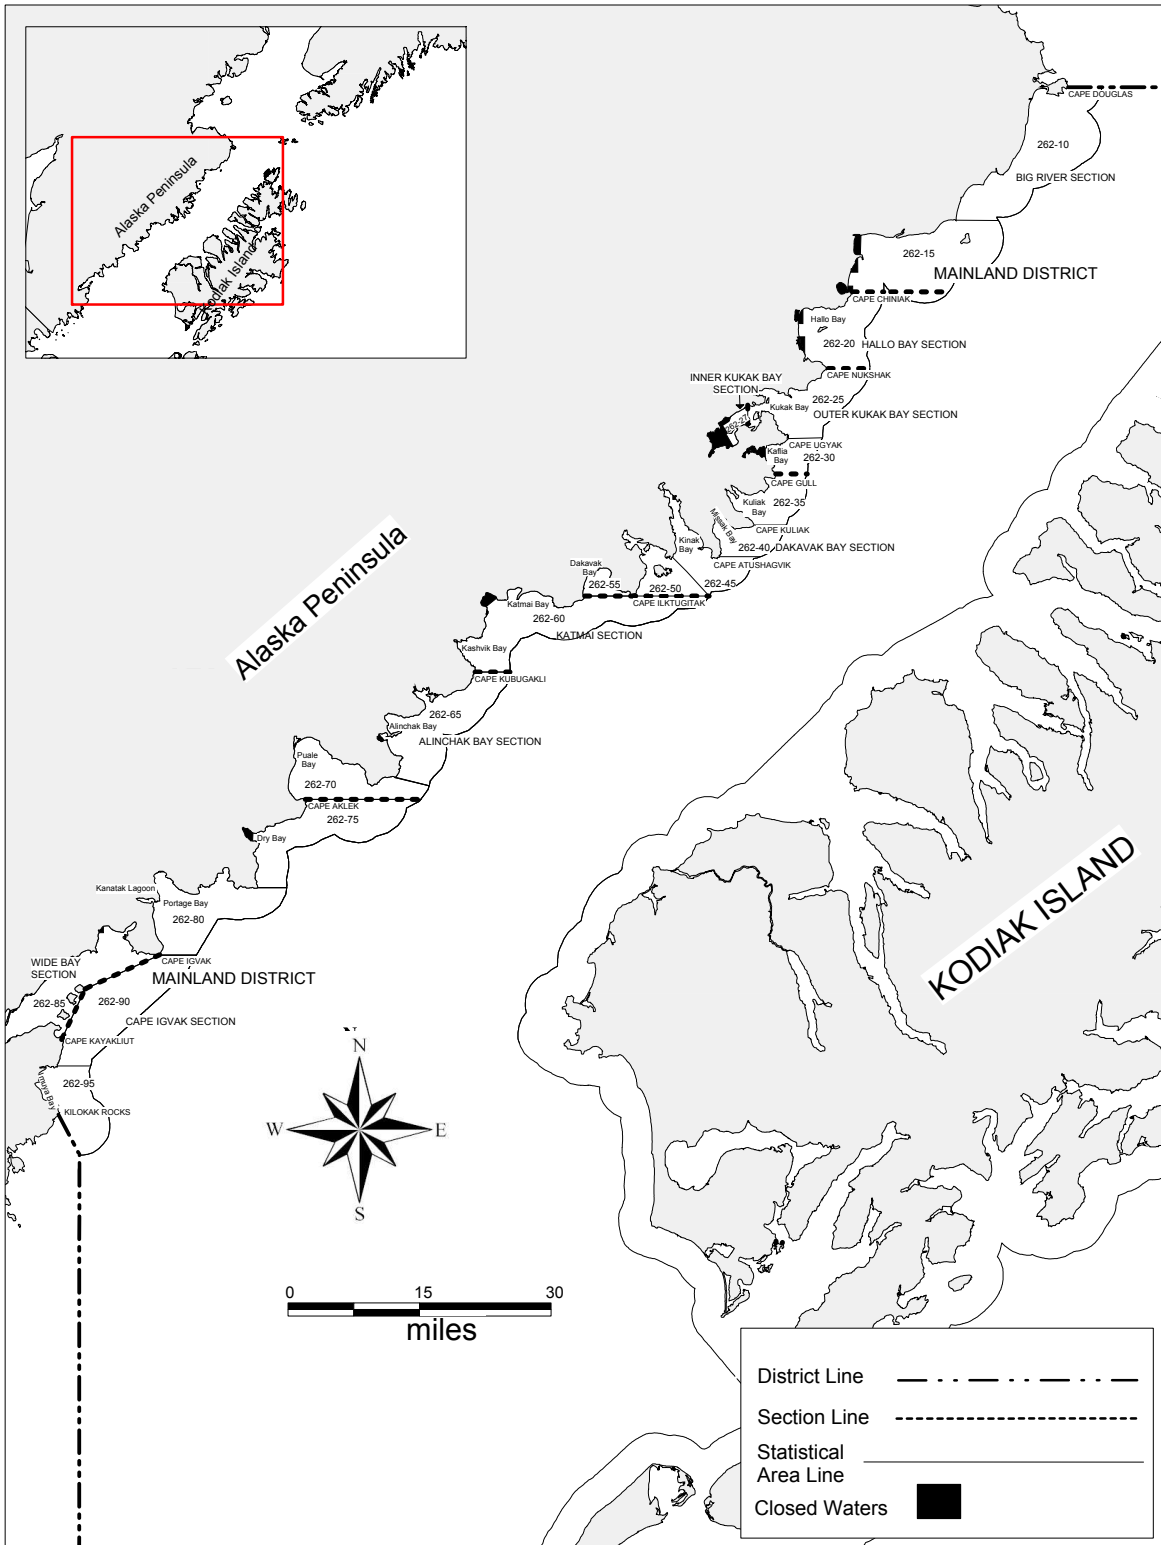 Alaska Peninsula
Kodiak Island
CAPE DOUGLAS
262-10
BIG RIVER SECTION
262-15
MAINLAND DISTRICT
CAPE CHINIAK
Hallo Bay
262-20
HALLO BAY SECTION
CAPE NUKSHAK
INNER KUKAK BAY
SECTION
262-25
Kukak Bay
OUTER KUKAK BAY SECTION
262-27
CAPE UGYAK
Kaflia
Bay
262-30
CAPE GULL
Kuliak
Bay
262-35
Missak Bay
CAPE KULIAK
Kinak
Bay
262-40
DAKAVAK BAY SECTION
CAPE ATUSHAGVIK
Dakavak
Bay
262-55
262-50
262-45
CAPE ILKTUGITAK
Katmai Bay
262-60
KATMAI SECTION
Alaska Peninsula
Kashvik Bay
CAPE KUBUGAKLI
262-65
Alinchak Bay
ALINCHAK BAY SECTION
Puale
Bay
262-70
CAPE AKLEK
262-75
Dry Bay
KODIAK ISLAND
Kanatak Lagoon
Portage Bay
262-80
CAPE IGVAK
WIDE BAY
SECTION
MAINLAND DISTRICT
262-85
262-90
CAPE IGVAK SECTION
CAPE KAYAKLIUT
262-95
Imuya Bay
KILOKAK ROCKS
N
W
E
S
0 15 30
miles
District Line
Section Line
Statistical
Area Line
Closed Waters